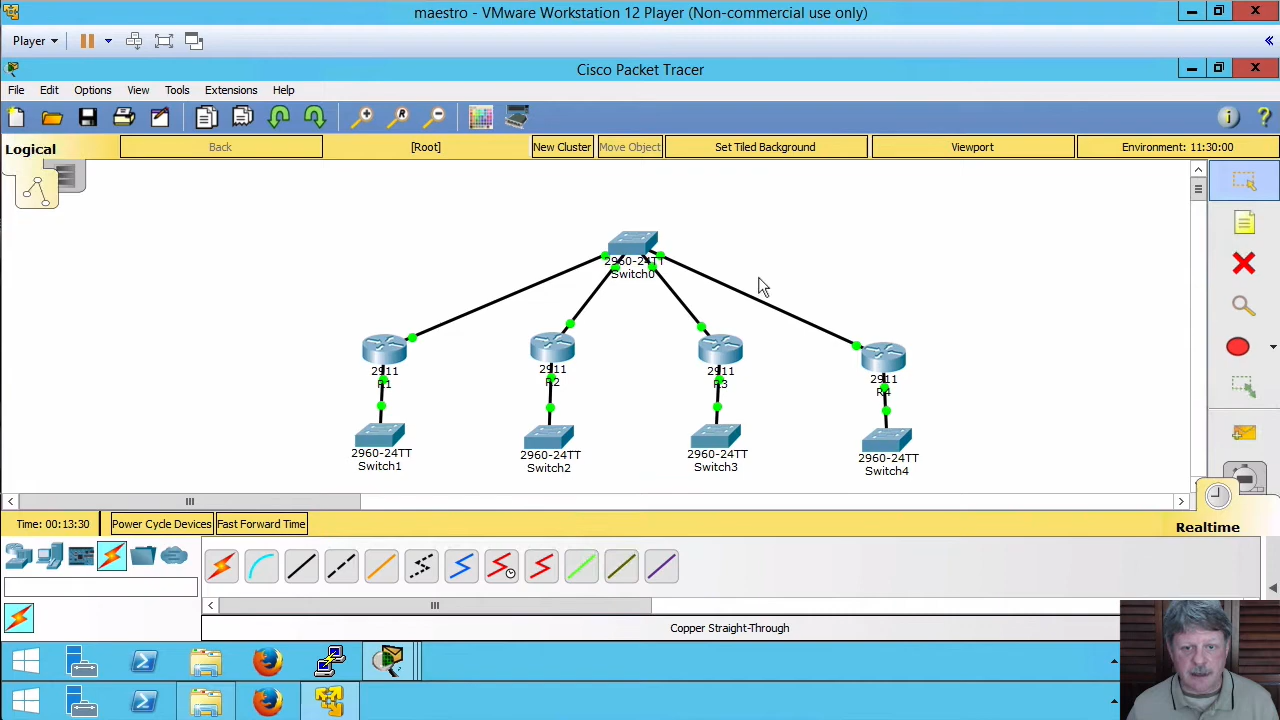 maestro - VMware Workstation 12 Player (Non-commercial use only)
Player
Cisco Packet Tracer
File Edit Options View Tools Extensions Help
Logical Back [Root] New Cluster Move Object Set Tiled Background Viewport Environment: 11:30:00
2960-24TT
Switch0
2911
R1
2911
R2
2911
R3
2911
R4
2960-24TT
Switch1
2960-24TT
Switch2
2960-24TT
Switch3
2960-24TT
Switch4
Time: 00:13:30 Power Cycle Devices Fast Forward Time Realtime
Copper Straight-Through